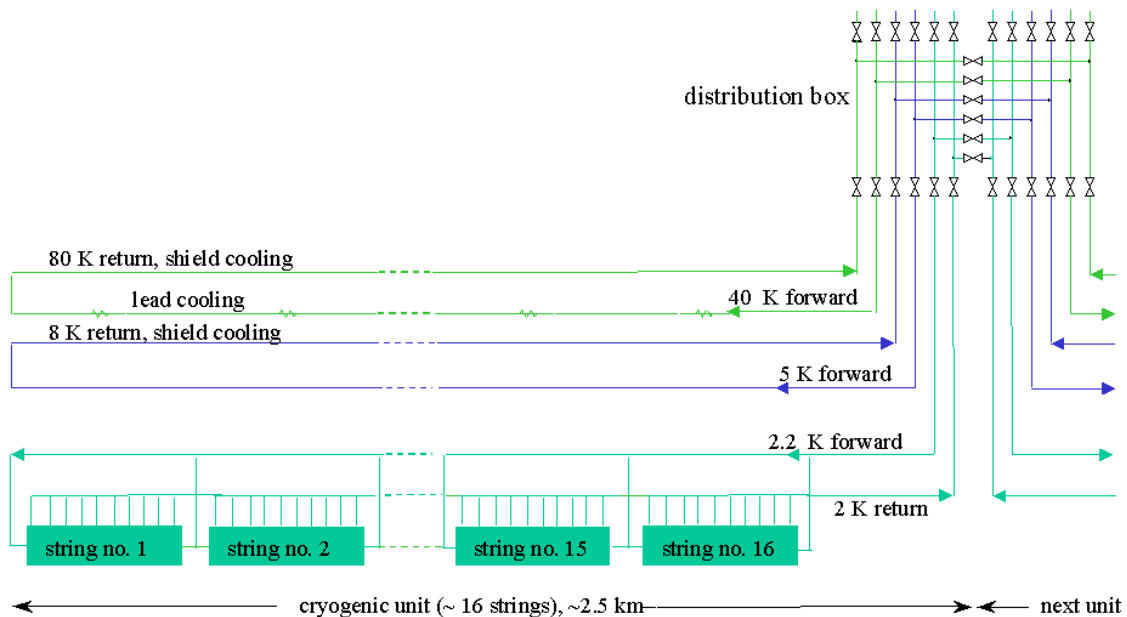 distribution box
80 K return, shield cooling
lead cooling
40 K forward
8 K return, shield cooling
5 K forward
2.2 K forward
2 K return
string no. 1
string no. 2
string no. 15
string no. 16
cryogenic unit (~ 16 strings), ~2.5 km
next unit